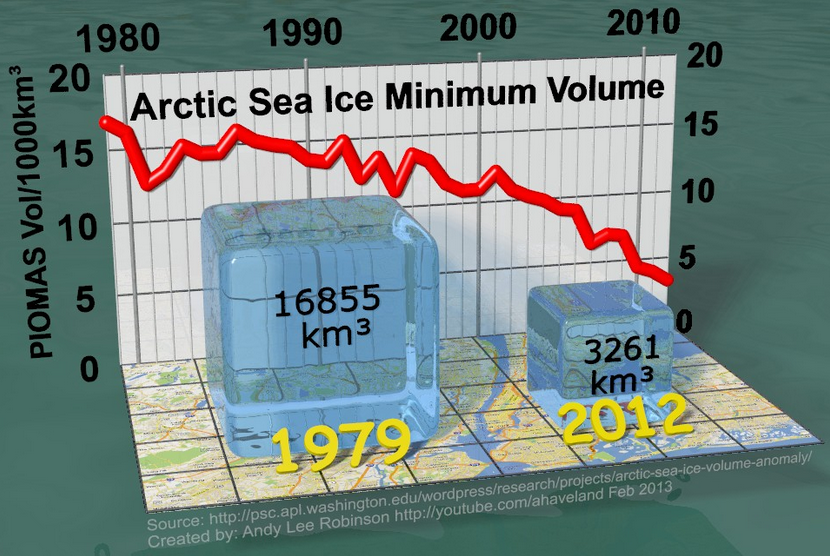 1980 1990 2000 2010
Arctic Sea Ice Minimum Volume
PIOMAS Vol/1000km³
20
15
10
5
0
20
15
10
5
0
16855
km³
1979
3261
km³
2012
Source: http://psc.apl.washington.edu/wordpress/research/projects/arctic-sea-ice-volume-anomaly/
Created by: Andy Lee Robinson http://youtube.com/ahaveland Feb 2013